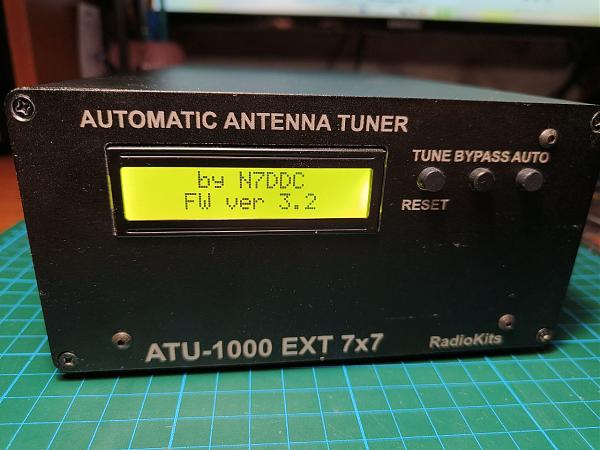 AUTOMATIC ANTENNA TUNER
by N7DDC
FW ver 3.2
TUNE BYPASS AUTO
RESET
ATU-1000 EXT 7x7
RadioKits